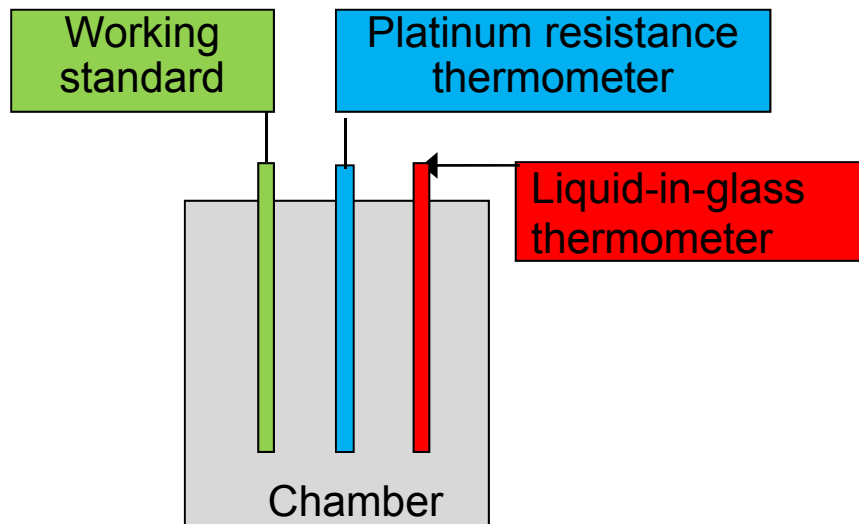 Working
standard
Platinum resistance
thermometer
Liquid-in-glass
thermometer
Chamber